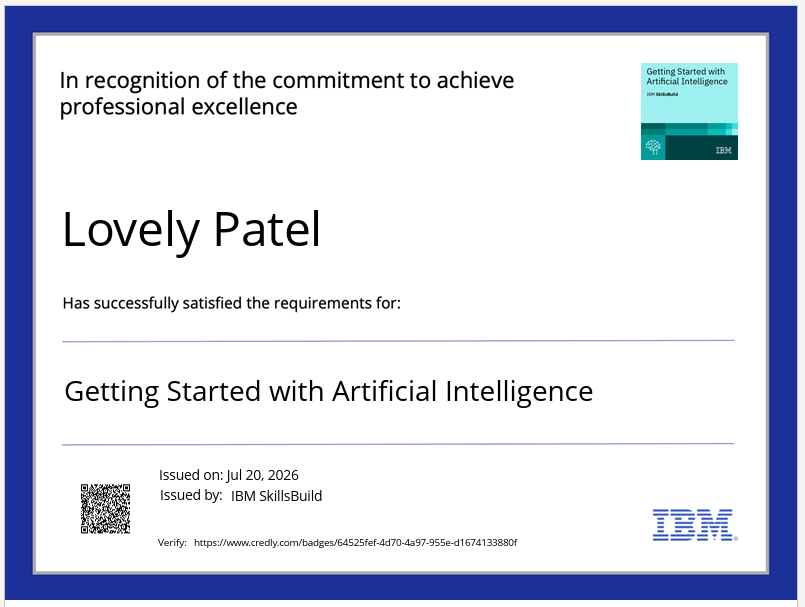 In recognition of the commitment to achieve
professional excellence
Getting Started with
Artificial Intelligence
IBM SkillsBuild
IBM
Lovely Patel
Has successfully satisfied the requirements for:
Getting Started with Artificial Intelligence
Issued on: Jul 20, 2026
Issued by: IBM SkillsBuild
IBM®
Verify: https://www.credly.com/badges/64525fef-4d70-4a97-955e-d1674133880f